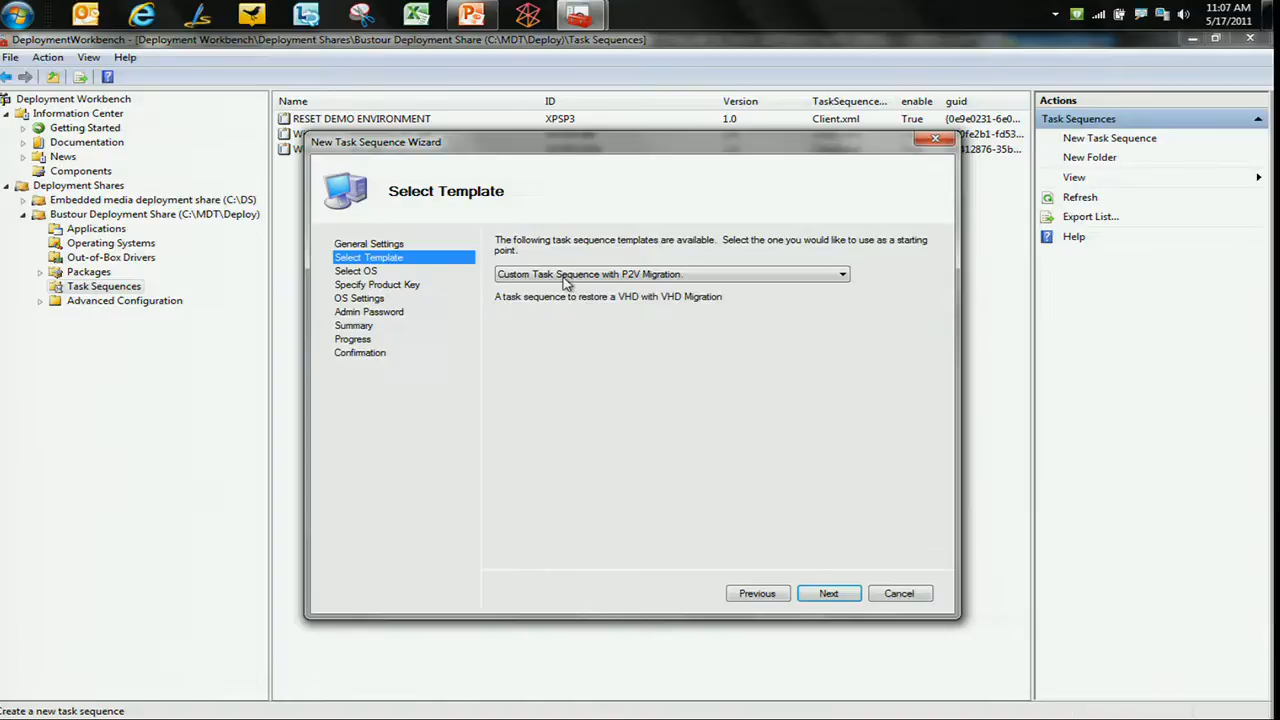 11:07 AM
5/17/2011
DeploymentWorkbench - [Deployment Workbench\Deployment Shares\Bustour Deployment Share (C:\MDT\Deploy)\Task Sequences]
File Action View Help
Deployment Workbench
Information Center
Getting Started
Documentation
News
Components
Deployment Shares
Embedded media deployment share (C:\DS)
Bustour Deployment Share (C:\MDT\Deploy)
Applications
Operating Systems
Out-of-Box Drivers
Packages
Task Sequences
Advanced Configuration
Name ID Version TaskSequence... enable guid
RESET DEMO ENVIRONMENT XPSP3 1.0 Client.xml True {0e9e0231-6e0...
0fe2b1-fd53...
412876-35b...
New Task Sequence Wizard
Select Template
General Settings
Select Template
Select OS
Specify Product Key
OS Settings
Admin Password
Summary
Progress
Confirmation
The following task sequence templates are available. Select the one you would like to use as a starting
point.
Custom Task Sequence with P2V Migration.
A task sequence to restore a VHD with VHD Migration
Previous Next Cancel
Actions
Task Sequences
New Task Sequence
New Folder
View
Refresh
Export List...
Help
Create a new task sequence